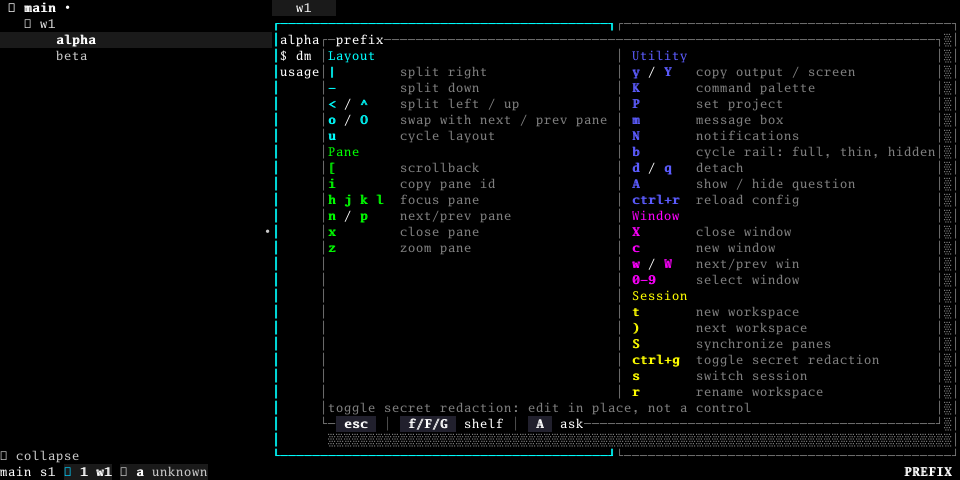 main •
w1
w1
alpha
beta
alpha prefix
$ dm Layout Utility
usage | split right y / Y copy output / screen
− split down K command palette
< / ^ split left / up P set project
o / O swap with next / prev pane m message box
u cycle layout N notifications
Pane b cycle rail: full, thin, hidden
[ scrollback d / q detach
i copy pane id A show / hide question
h j k l focus pane ctrl+r reload config
n / p next/prev pane Window
x close pane X close window
z zoom pane c new window
w / W next/prev win
0−9 select window
Session
t new workspace
) next workspace
S synchronize panes
ctrl+g toggle secret redaction
s switch session
r rename workspace
toggle secret redaction: edit in place, not a control
esc │ f/F/G shelf │ A ask
collapse
main s1 1 w1 a unknown PREFIX